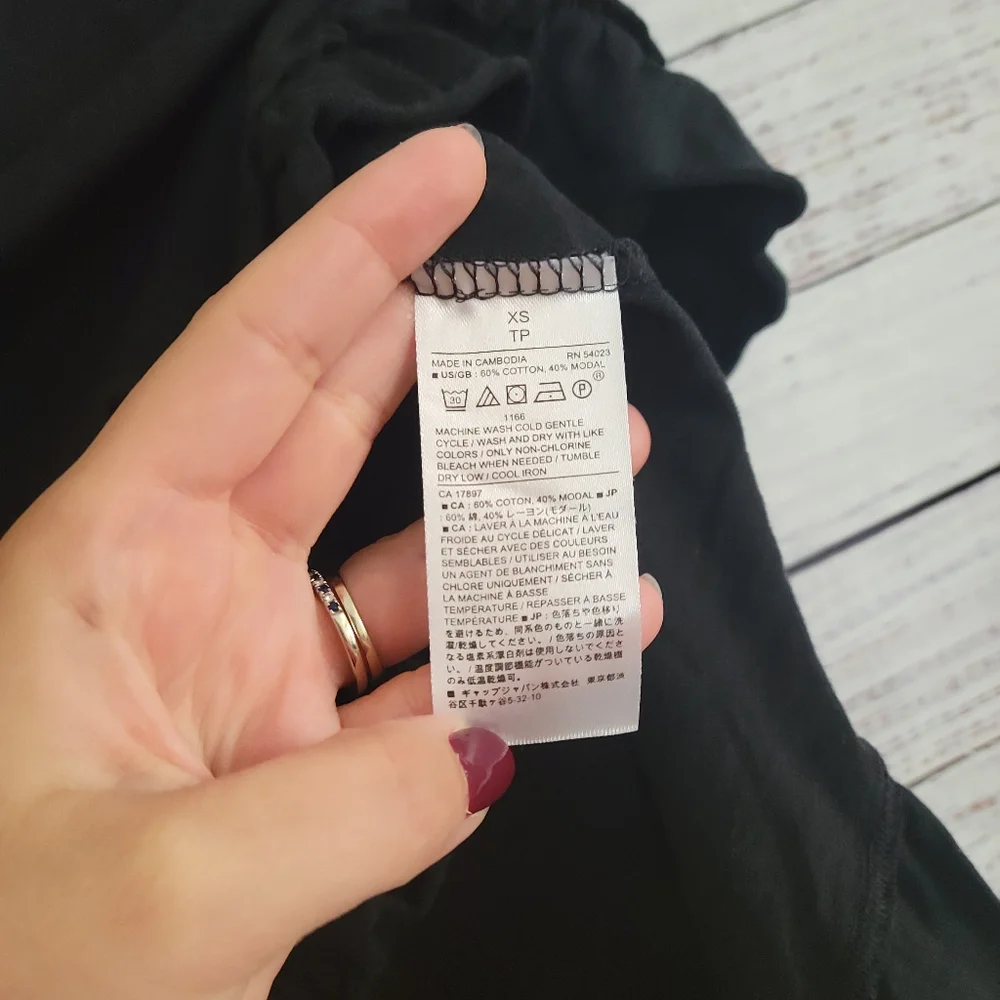 XS
TP
MADE IN CAMBODIA RN 54023
■ US/GB : 60% COTTON, 40% MODAL
30 P ®
1166
MACHINE WASH COLD GENTLE
CYCLE / WASH AND DRY WITH LIKE
COLORS / ONLY NON-CHLORINE
BLEACH WHEN NEEDED / TUMBLE
DRY LOW / COOL IRON
CA 17897
■ CA : 60% COTON, 40% MODAL ■ JP
: 60% 綿, 40% レーヨン(モダール)
■ CA : LAVER À LA MACHINE À L'EAU
FROIDE AU CYCLE DÉLICAT / LAVER
ET SÉCHER AVEC DES COULEURS
SEMBLABLES / UTILISER AU BESOIN
UN AGENT DE BLANCHIMENT SANS
CHLORE UNIQUEMENT / SÉCHER À
LA MACHINE À BASSE
TEMPÉRATURE / REPASSER À BASSE
TEMPÉRATURE ■ JP : 色落ちや色移り
を避けるため、同系色のものと一緒に洗
濯/乾燥してください。/ 色落ちの原因と
なる塩素系漂白剤は使用しないでくださ
い。/ 温度調節機能がついている乾燥機
のみ低温乾燥可。
■ ギャップジャパン株式会社 東京都渋
谷区千駄ヶ谷5-32-10